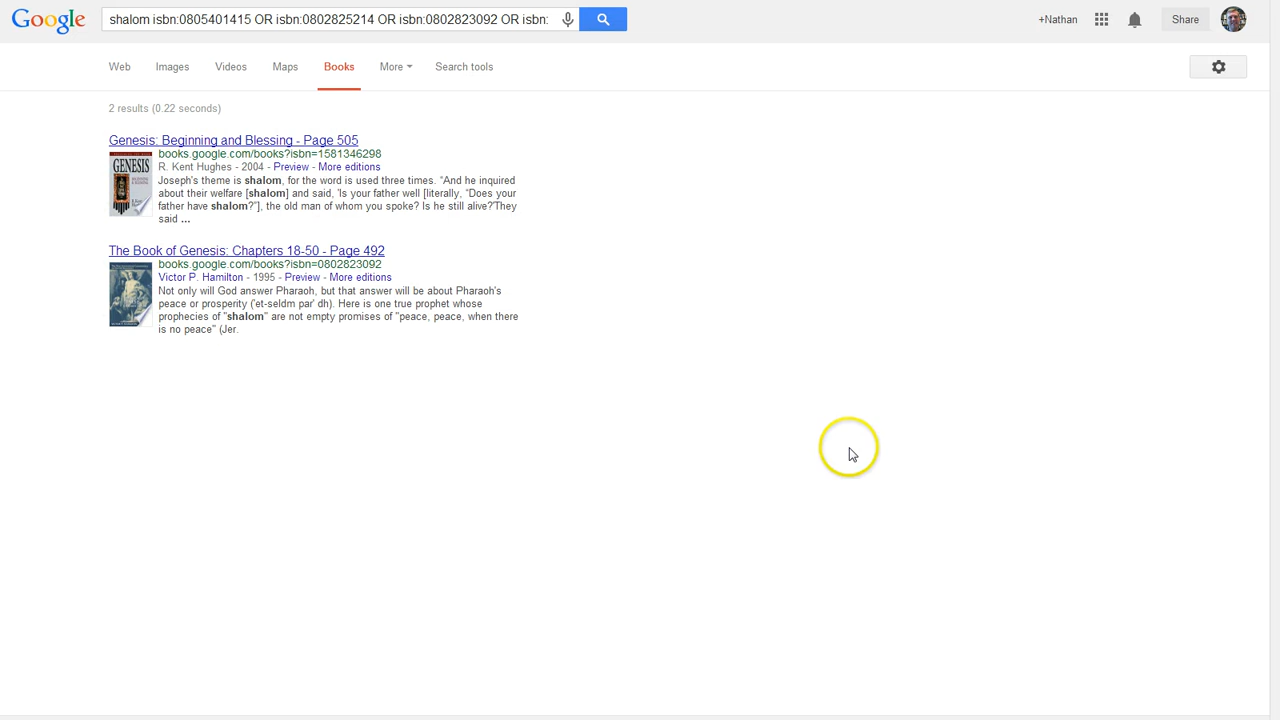 Google
shalom isbn:0805401415 OR isbn:0802825214 OR isbn:0802823092 OR isbn:
+Nathan
Share
Web Images Videos Maps Books More Search tools
2 results (0.22 seconds)
Genesis: Beginning and Blessing - Page 505
books.google.com/books?isbn=1581346298
R. Kent Hughes - 2004 - Preview - More editions
GENESIS
Joseph's theme is shalom, for the word is used three times. “And he inquired
about their welfare [shalom] and said, 'Is your father well [literally, “Does your
father have shalom?”], the old man of whom you spoke? Is he still alive?'They
said ...
The Book of Genesis: Chapters 18-50 - Page 492
books.google.com/books?isbn=0802823092
Victor P. Hamilton - 1995 - Preview - More editions
Not only will God answer Pharaoh, but that answer will be about Pharaoh's
peace or prosperity ('et-seldm par' dh). Here is one true prophet whose
prophecies of "shalom" are not empty promises of "peace, peace, when there
is no peace" (Jer.